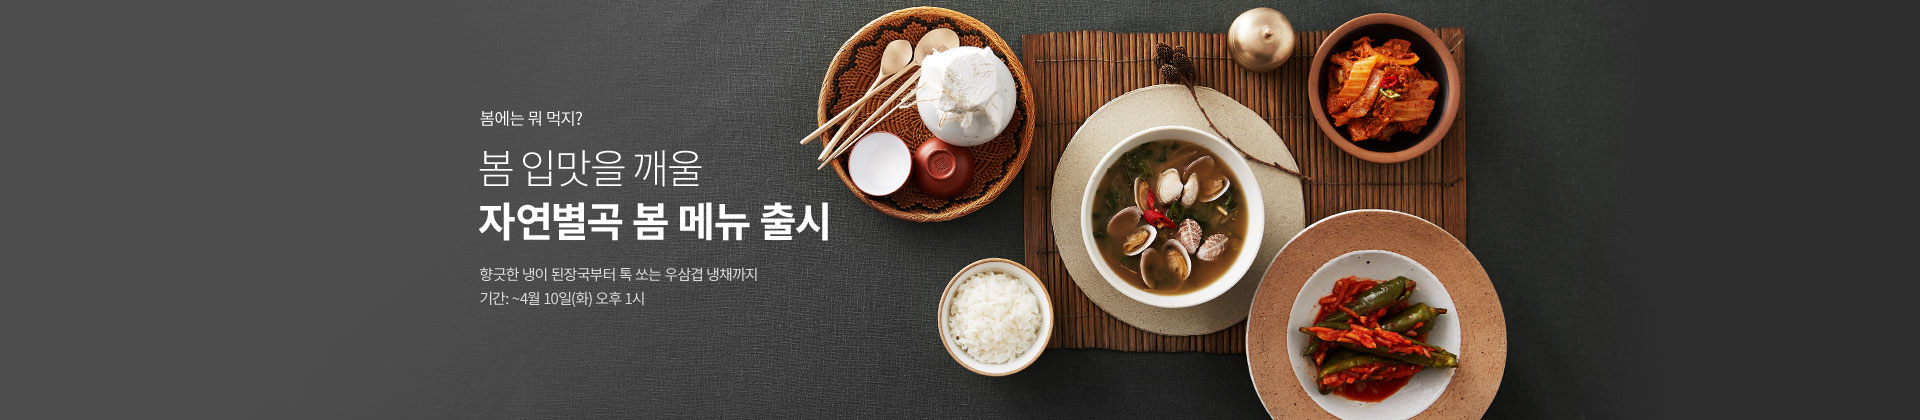 봄에는 뭐 먹지?
봄 입맛을 깨울
자연별곡 봄 메뉴 출시
향긋한 냉이 된장국부터 톡 쏘는 우삼겹 냉채까지
기간: ~4월 10일(화) 오후 1시